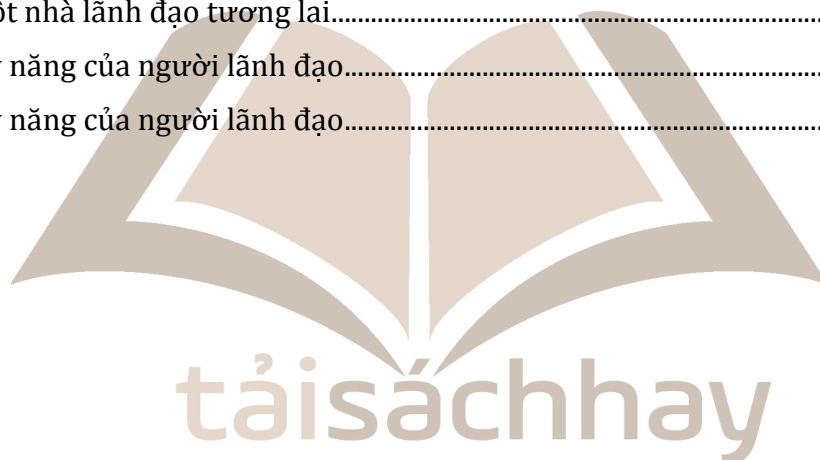 ột nhà lãnh đạo tương lai
năng của người lãnh đạo
năng của người lãnh đạo
tảisáchhay